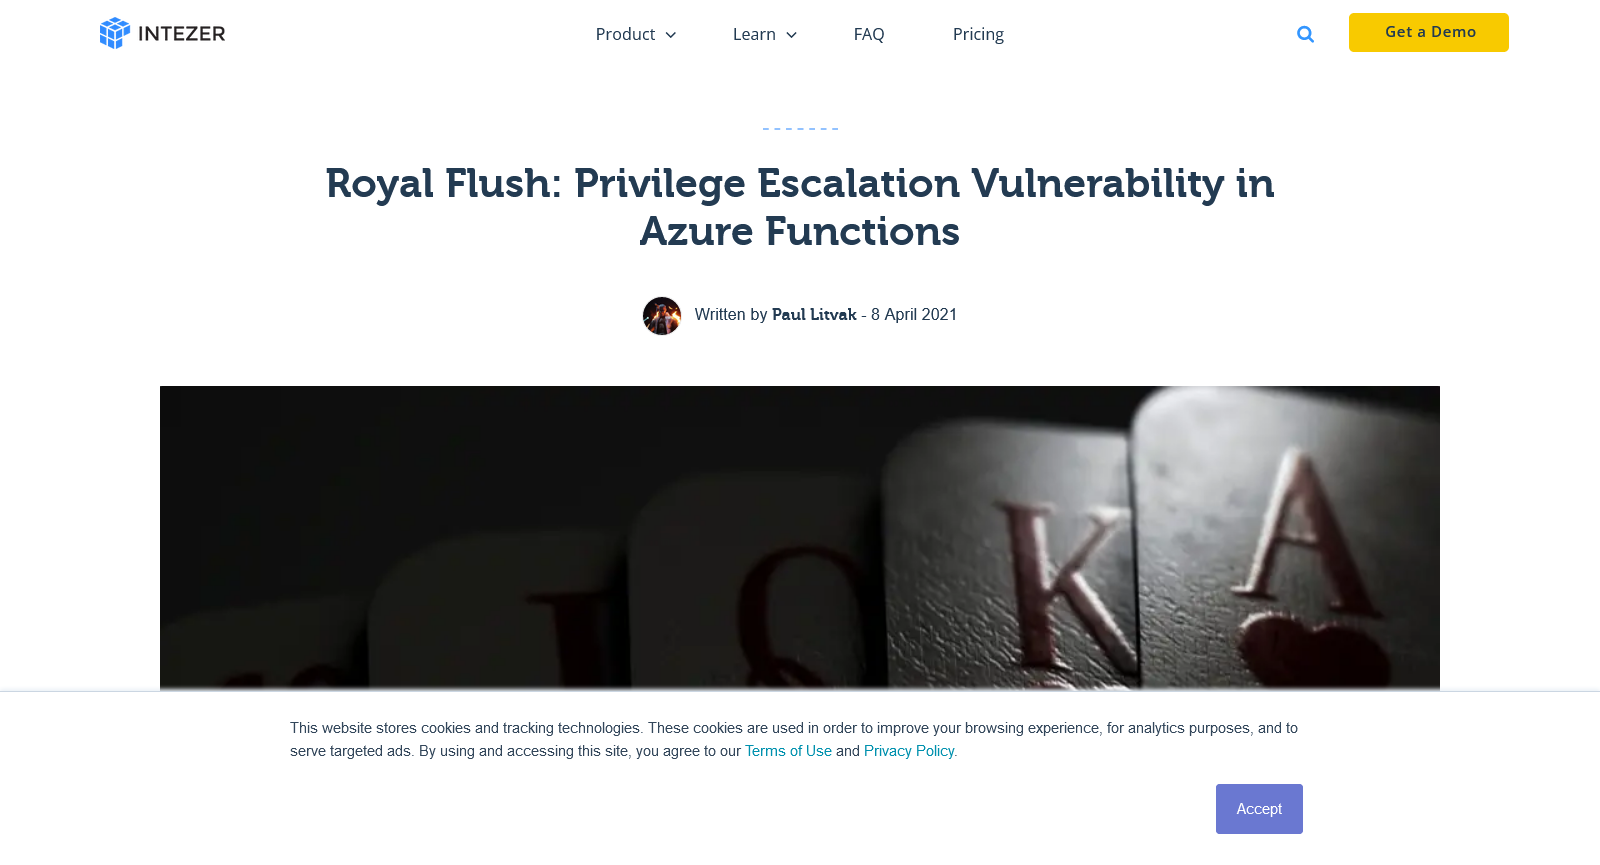 INTEZER
Product
Learn
FAQ
Pricing
Get a Demo
Royal Flush: Privilege Escalation Vulnerability in
Azure Functions
Written by Paul Litvak - 8 April 2021
J
Q
K
A
This website stores cookies and tracking technologies. These cookies are used in order to improve your browsing experience, for analytics purposes, and to
serve targeted ads. By using and accessing this site, you agree to our Terms of Use and Privacy Policy.
Accept